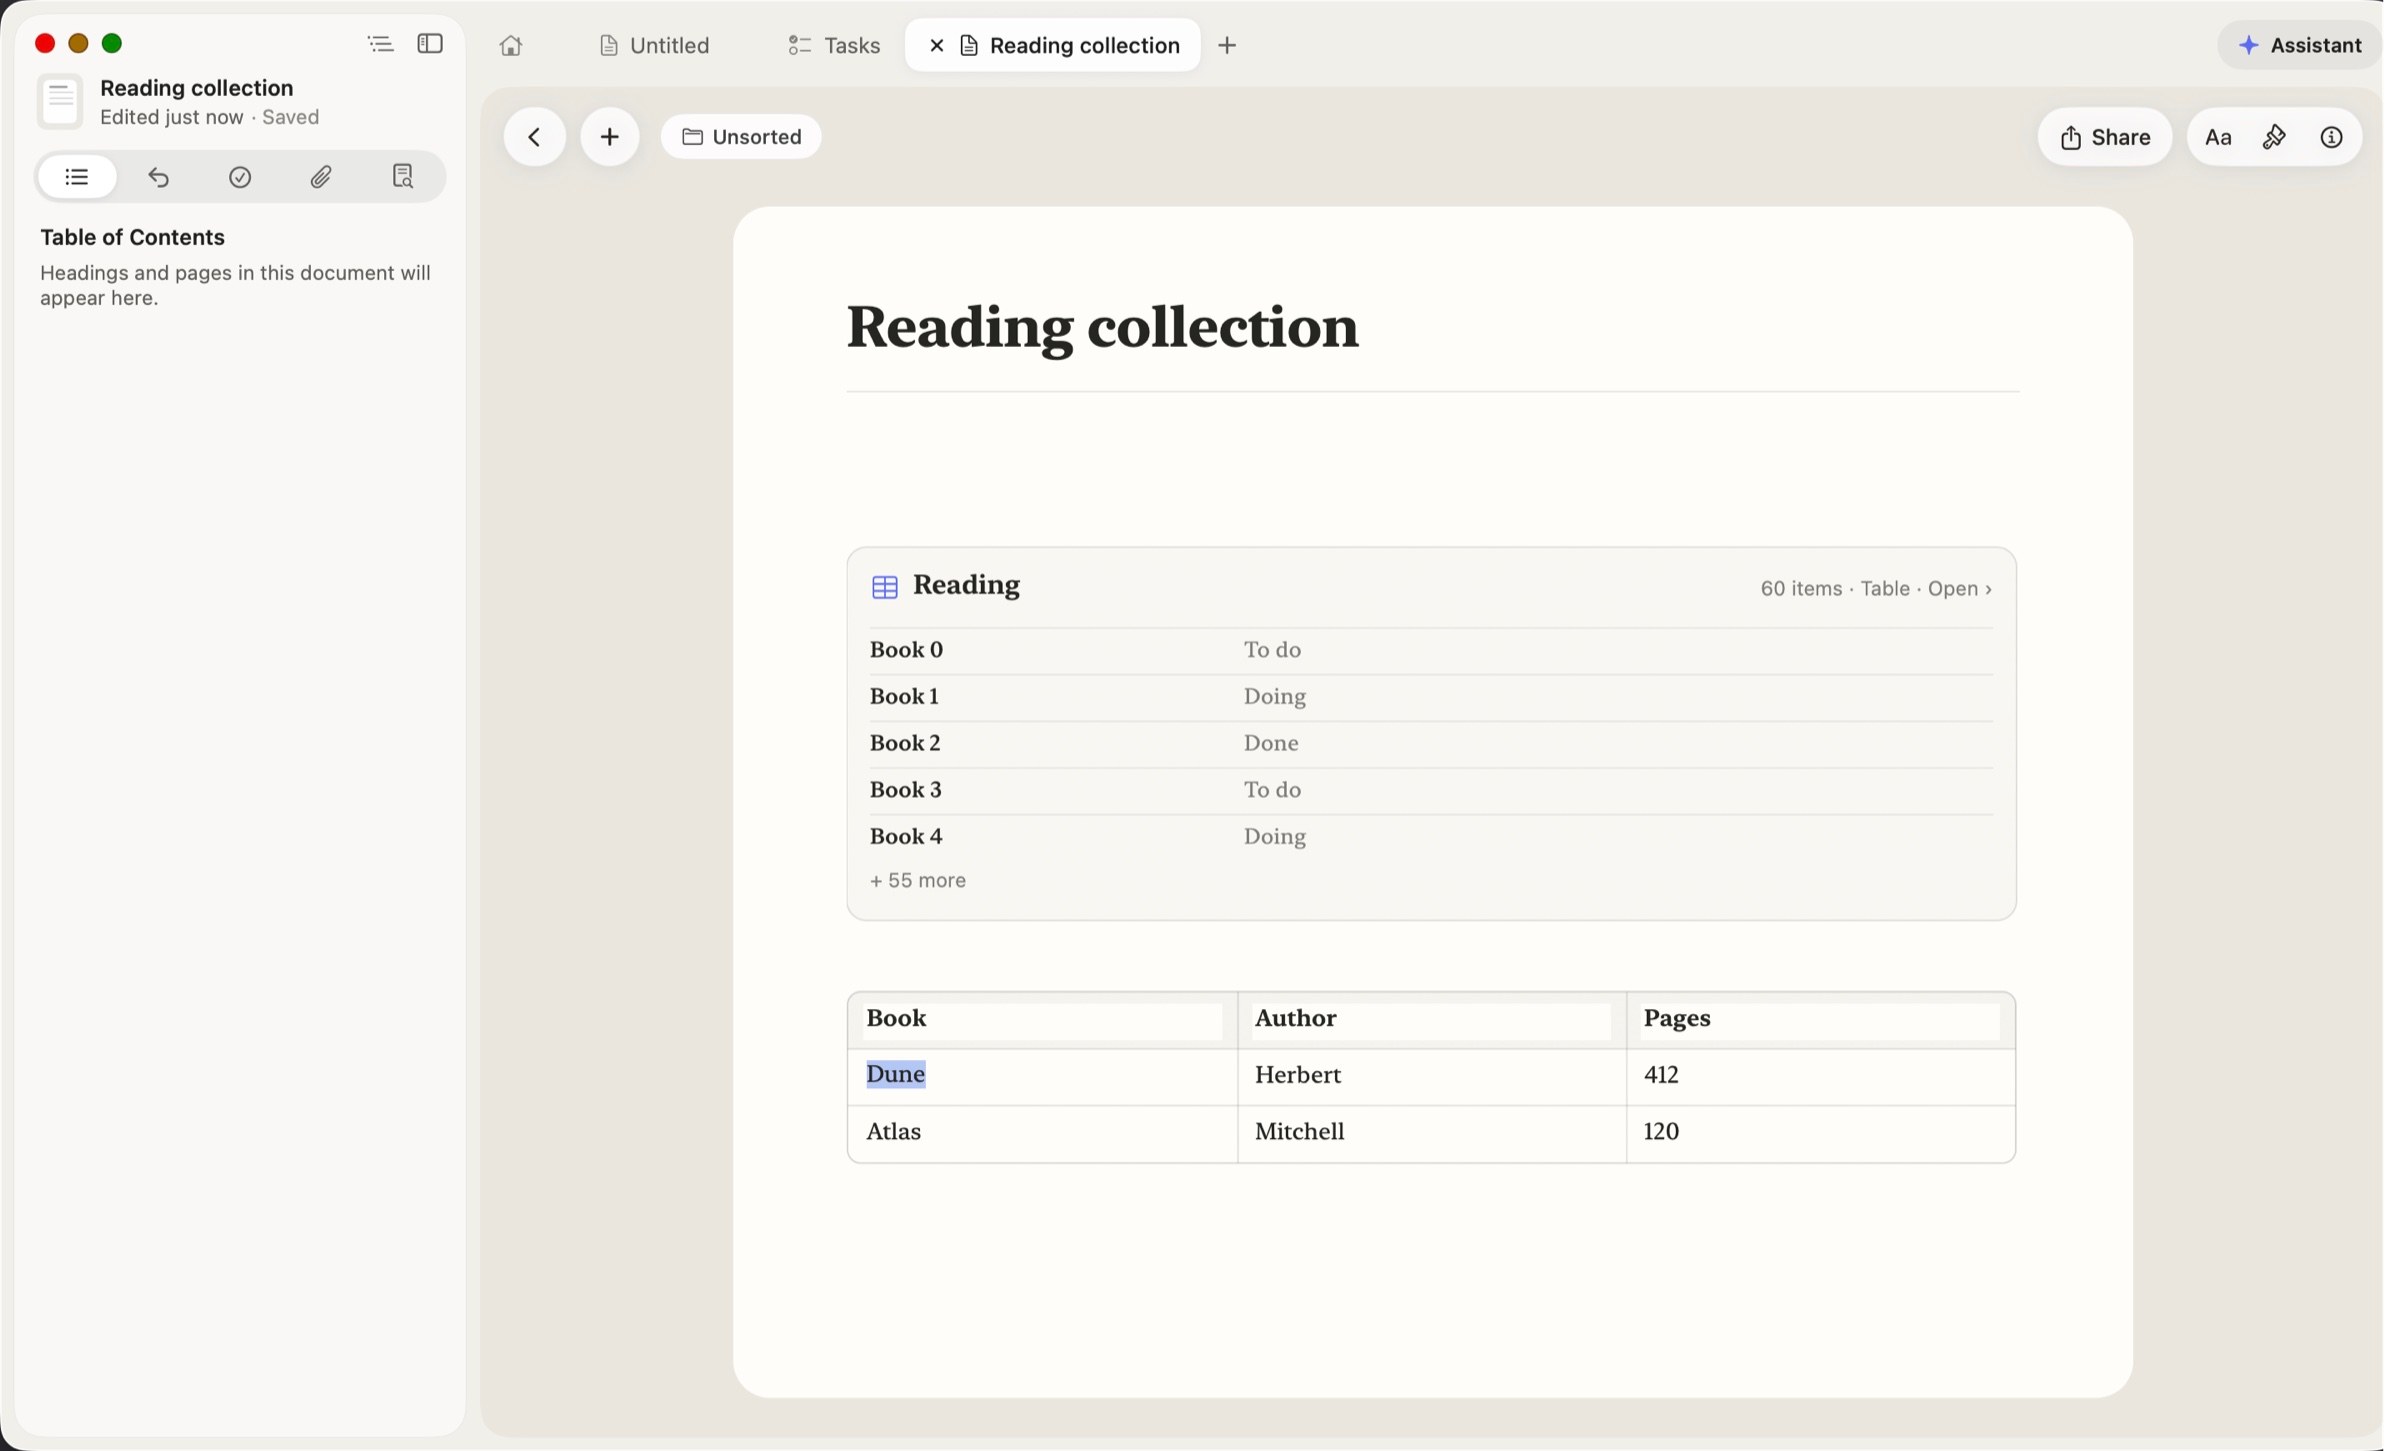 Untitled
Tasks
Reading collection
Assistant
Reading collection
Edited just now · Saved
Table of Contents
Headings and pages in this document will
appear here.
Unsorted
Share
Aa
Reading collection
Reading
60 items · Table · Open ›
Book 0 To do
Book 1 Doing
Book 2 Done
Book 3 To do
Book 4 Doing
+ 55 more
Book Author Pages
Dune Herbert 412
Atlas Mitchell 120